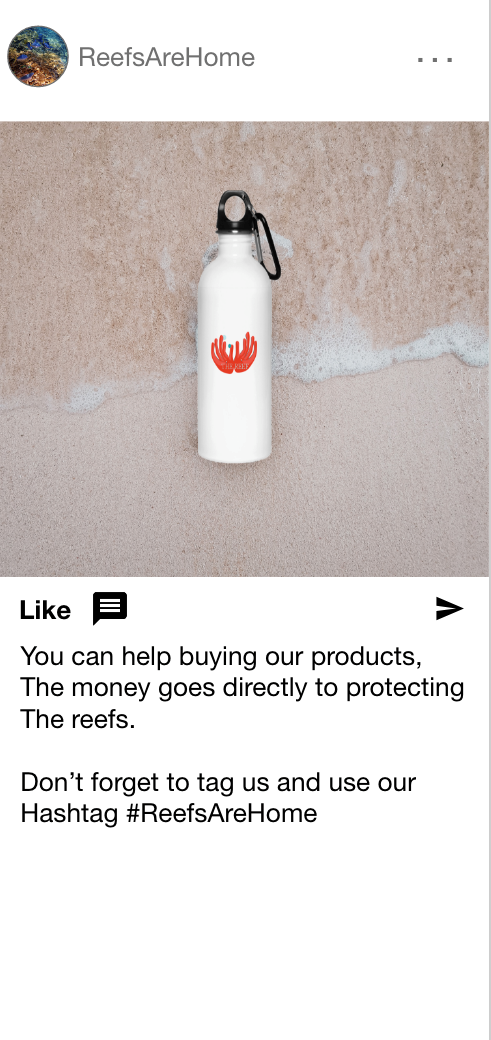 ReefsAreHome
Like
You can help buying our products,
The money goes directly to protecting
The reefs.
Don’t forget to tag us and use our
Hashtag #ReefsAreHome